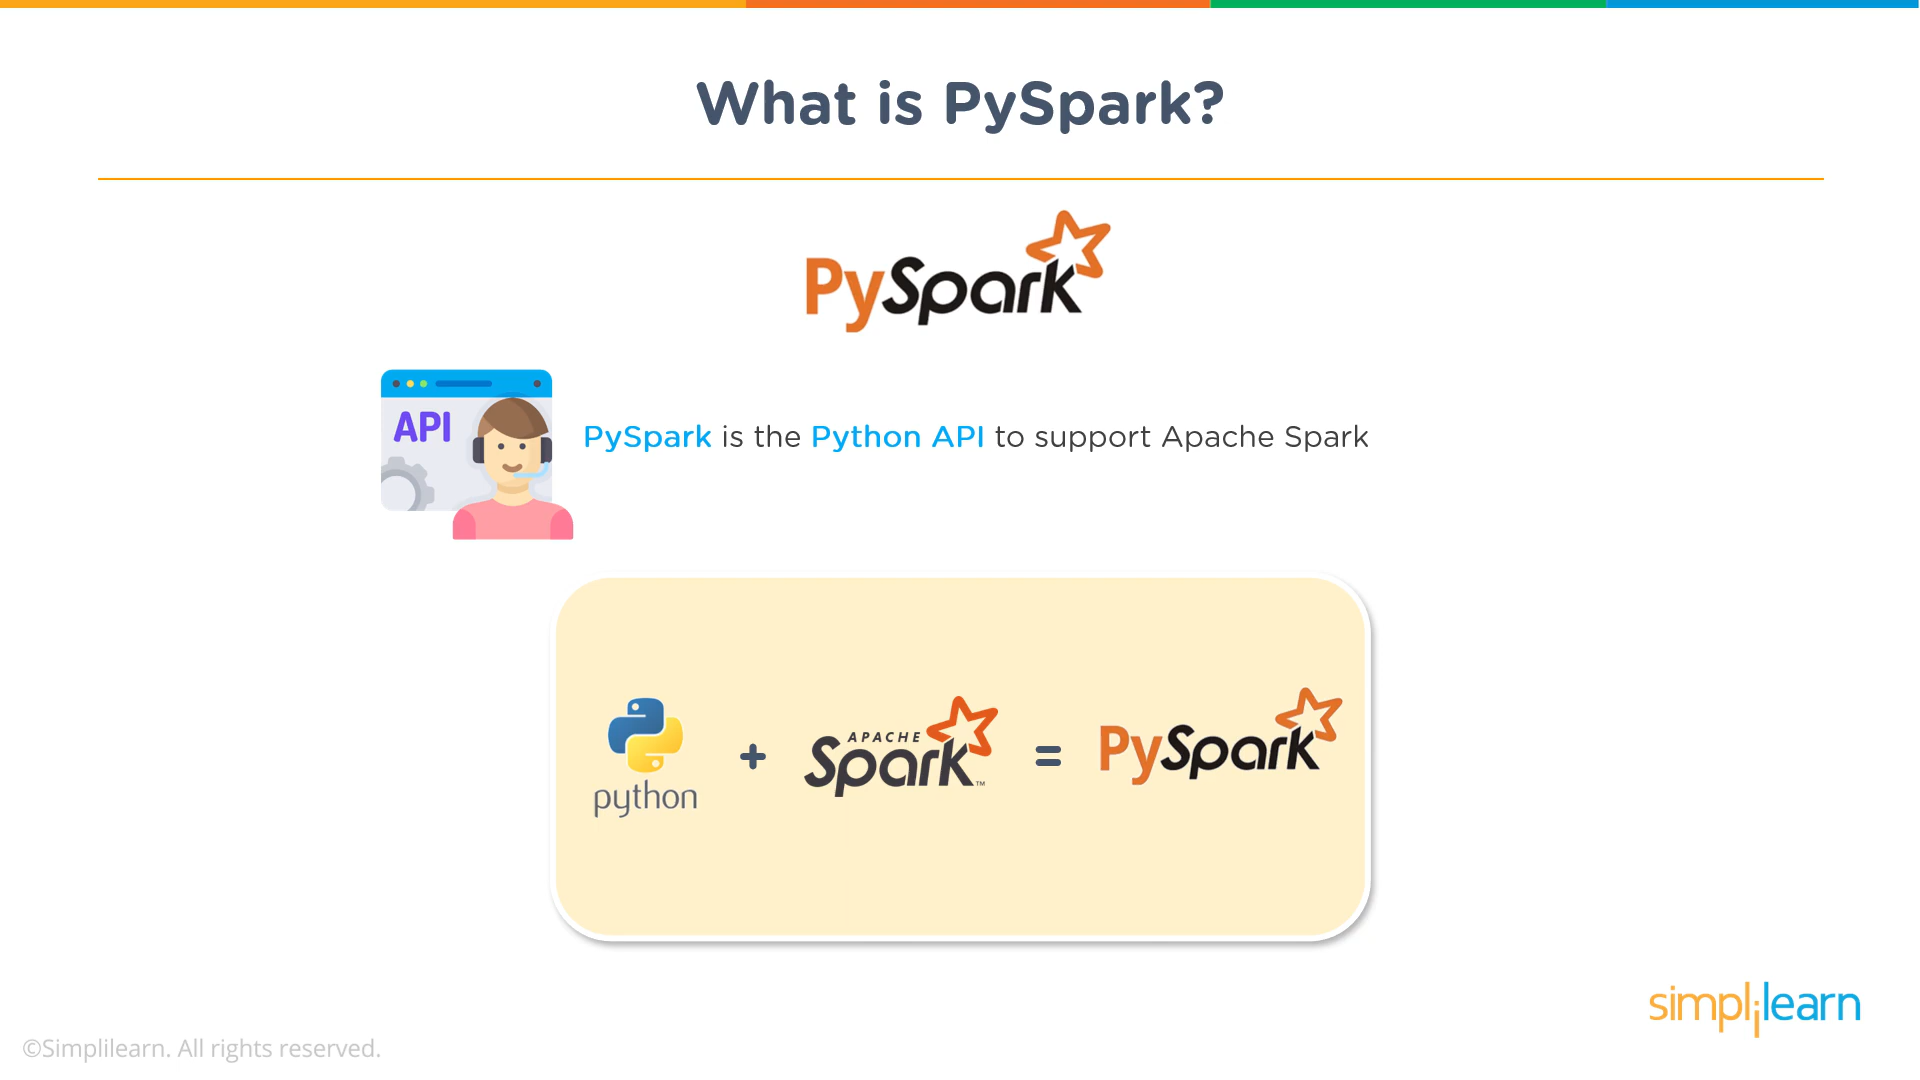 What is PySpark?
PySpark
API
PySpark is the Python API to support Apache Spark
python + APACHE Spark™ = PySpark
simplilearn
©Simplilearn. All rights reserved.